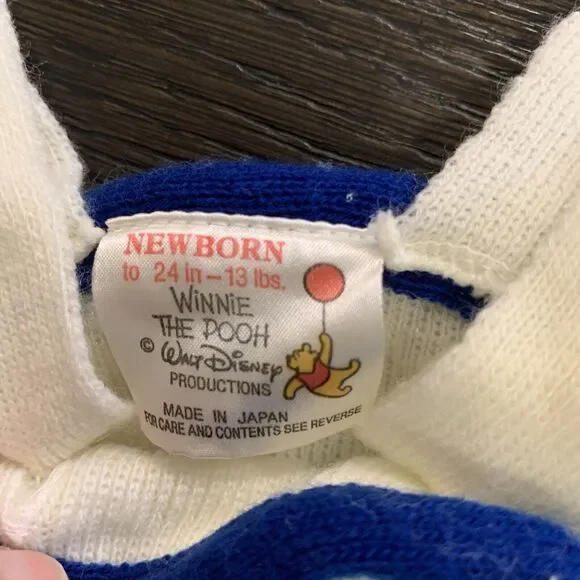 NEWBORN
to 24 in-13 lbs.
WINNIE
THE POOH
© WALT DISNEY
PRODUCTIONS
MADE IN JAPAN
FOR CARE AND CONTENTS SEE REVERSE